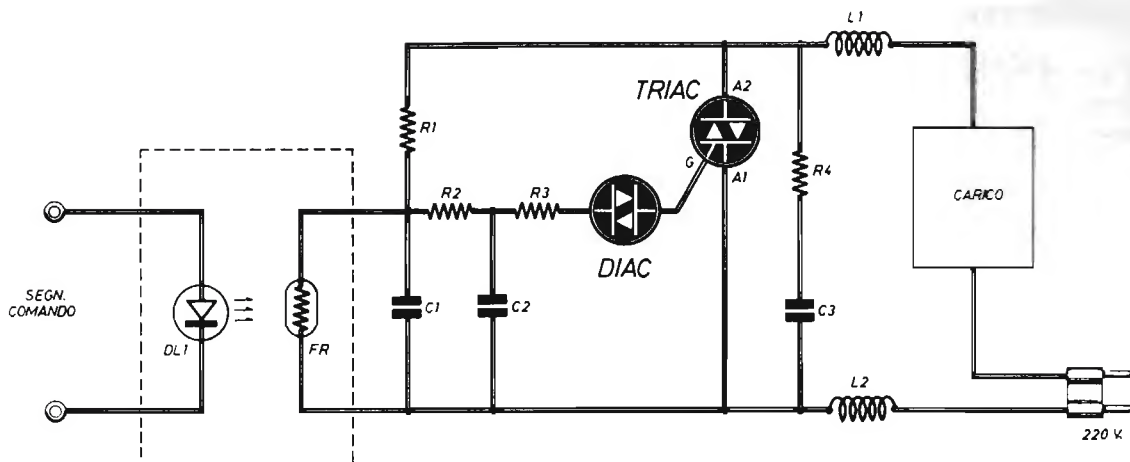 L1
A2
TRIAC
R1
G
A1
R4
R2
R3
CARICO
DIAC
SEGN.
COMANDO
C1
C2
C3
DL1
FR
L2
220 V.